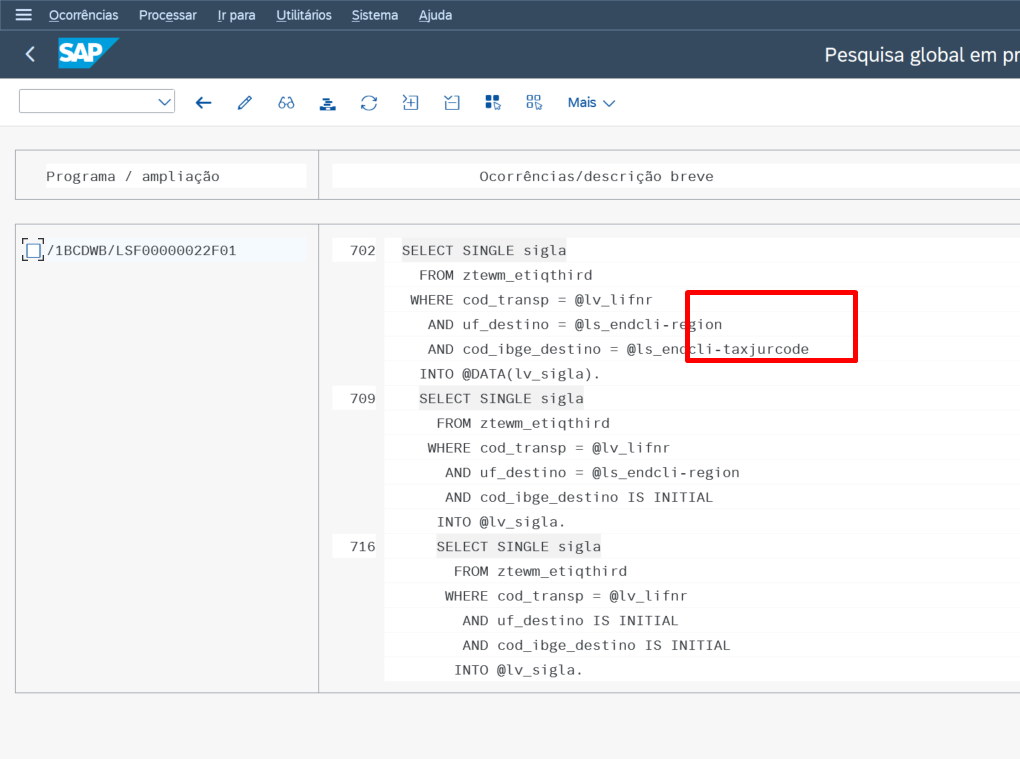 Ocorrências Processar Ir para Utilitários Sistema Ajuda
SAP Pesquisa global em pr
Mais
Programa / ampliação Ocorrências/descrição breve
/1BCDWB/LSF00000022F01 702 SELECT SINGLE sigla
FROM ztewm_etiqthird
WHERE cod_transp = @lv_lifnr
AND uf_destino = @ls_endcli-region
AND cod_ibge_destino = @ls_endcli-taxjurcode
INTO @DATA(lv_sigla).
709 SELECT SINGLE sigla
FROM ztewm_etiqthird
WHERE cod_transp = @lv_lifnr
AND uf_destino = @ls_endcli-region
AND cod_ibge_destino IS INITIAL
INTO @lv_sigla.
716 SELECT SINGLE sigla
FROM ztewm_etiqthird
WHERE cod_transp = @lv_lifnr
AND uf_destino IS INITIAL
AND cod_ibge_destino IS INITIAL
INTO @lv_sigla.